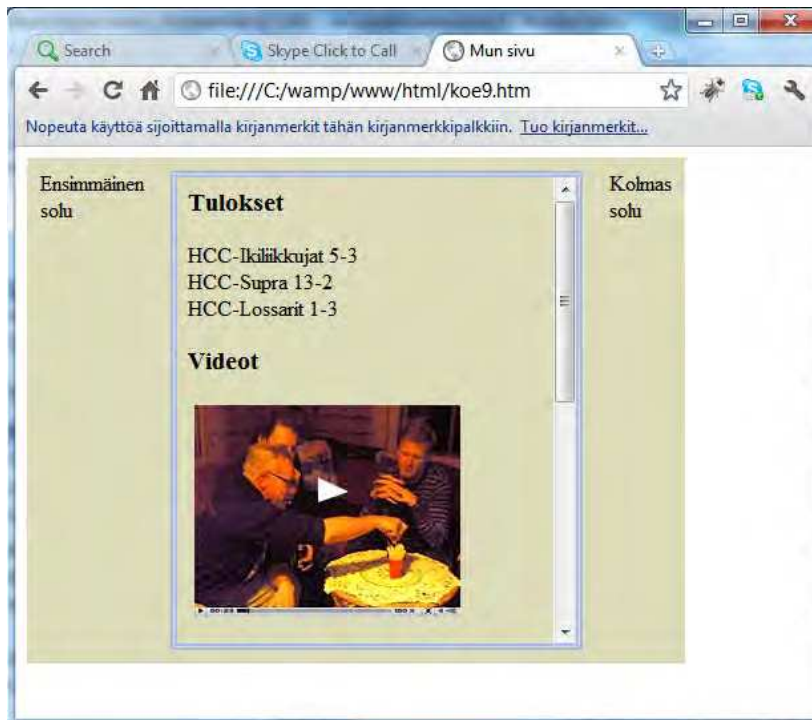 Search
Skype Click to Call
Mun sivu
file:///C:/wamp/www/html/koe9.htm
Nopeuta käyttöä sijoittamalla kirjanmerkit tähän kirjanmerkkipalkkiin. Tuo kirjanmerkit...
Ensimmäinen
solu
Tulokset
HCC-Ikiliikkujat 5-3
HCC-Supra 13-2
HCC-Lossarit 1-3
Videot
Kolmas
solu